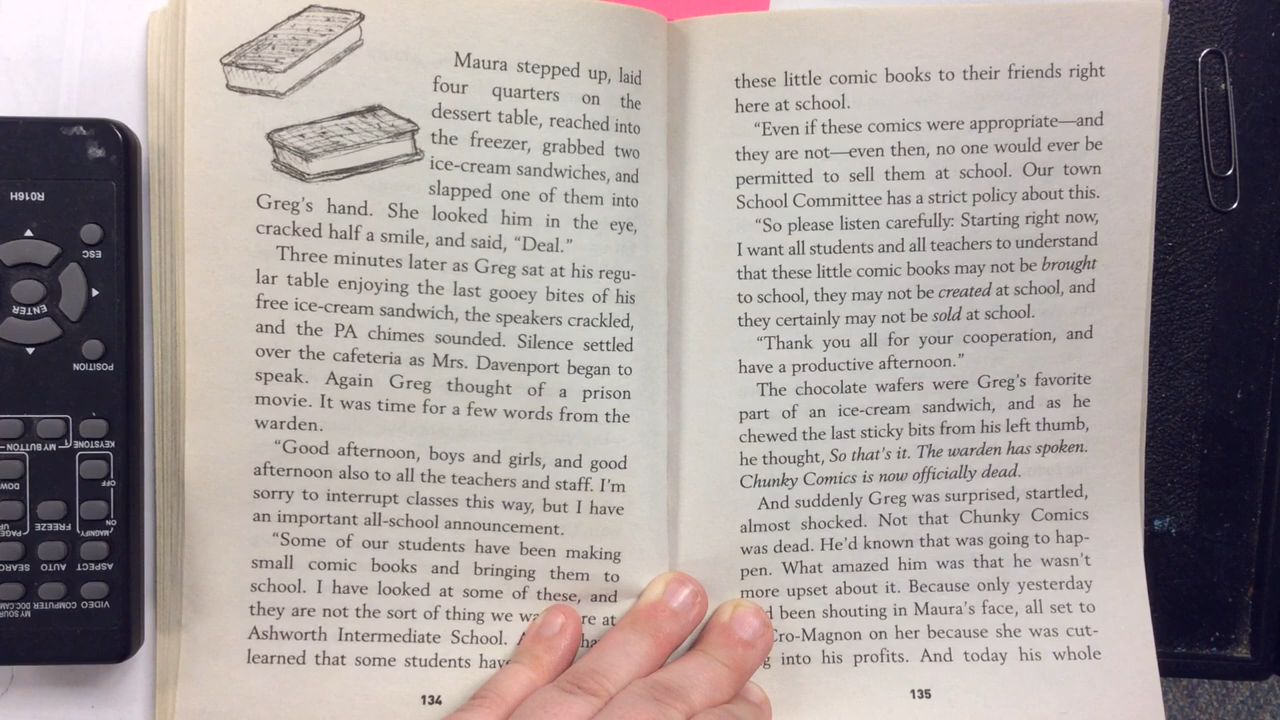 Maura stepped up, laid
four quarters on the
dessert table, reached into
the freezer, grabbed two
ice-cream sandwiches, and
slapped one of them into
Greg's hand. She looked him in the eye,
cracked half a smile, and said, "Deal."
Three minutes later as Greg sat at his regu-
lar table enjoying the last gooey bites of his
free ice-cream sandwich, the speakers crackled,
and the PA chimes sounded. Silence settled
over the cafeteria as Mrs. Davenport began to
speak. Again Greg thought of a prison
movie. It was time for a few words from the
warden.
"Good afternoon, boys and girls, and good
afternoon also to all the teachers and staff. I'm
sorry to interrupt classes this way, but I have
an important all-school announcement.
"Some of our students have been making
small comic books and bringing them to
school. I have looked at some of these, and
they are not the sort of thing we at
Ashworth Intermediate School.
learned that some students
134
these little comic books to their friends right
here at school.
"Even if these comics were appropriate—and
they are not—even then, no one would ever be
permitted to sell them at school. Our town
School Committee has a strict policy about this.
"So please listen carefully: Starting right now,
I want all students and all teachers to understand
that these little comic books may not be brought
to school, they may not be created at school, and
they certainly may not be sold at school.
"Thank you all for your cooperation, and
have a productive afternoon."
The chocolate wafers were Greg's favorite
part of an ice-cream sandwich, and as he
chewed the last sticky bits from his left thumb,
he thought, So that's it. The warden has spoken.
Chunky Comics is now officially dead.
And suddenly Greg was surprised, startled,
almost shocked. Not that Chunky Comics
was dead. He'd known that was going to hap-
pen. What amazed him was that he wasn't
more upset about it. Because only yesterday
been shouting in Maura's face, all set to
Cro-Magnon on her because she was cut-
into his profits. And today his whole
135
R016H
ESC
ENTER
POSITION
KEYSTONE
MY BUTTON
OFF
ON
MAGNIFY
FREEZE
ASPECT
AUTO
VIDEO
COMPUTER